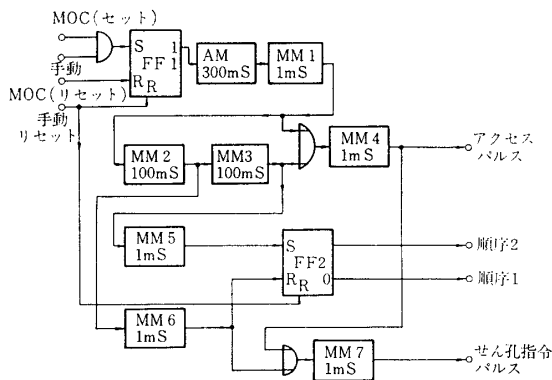 MOC(セット)
手動
MOC(リセット)
手動
リセット
S 1
FF
1
R R
AM
300mS
MM 1
1mS
MM 2
100mS
MM3
100mS
MM 4
1mS
アクセス
パルス
MM 5
1mS
S
FF2
R R 0
順序2
順序1
MM 6
1mS
MM 7
1mS
せん孔指令
パルス